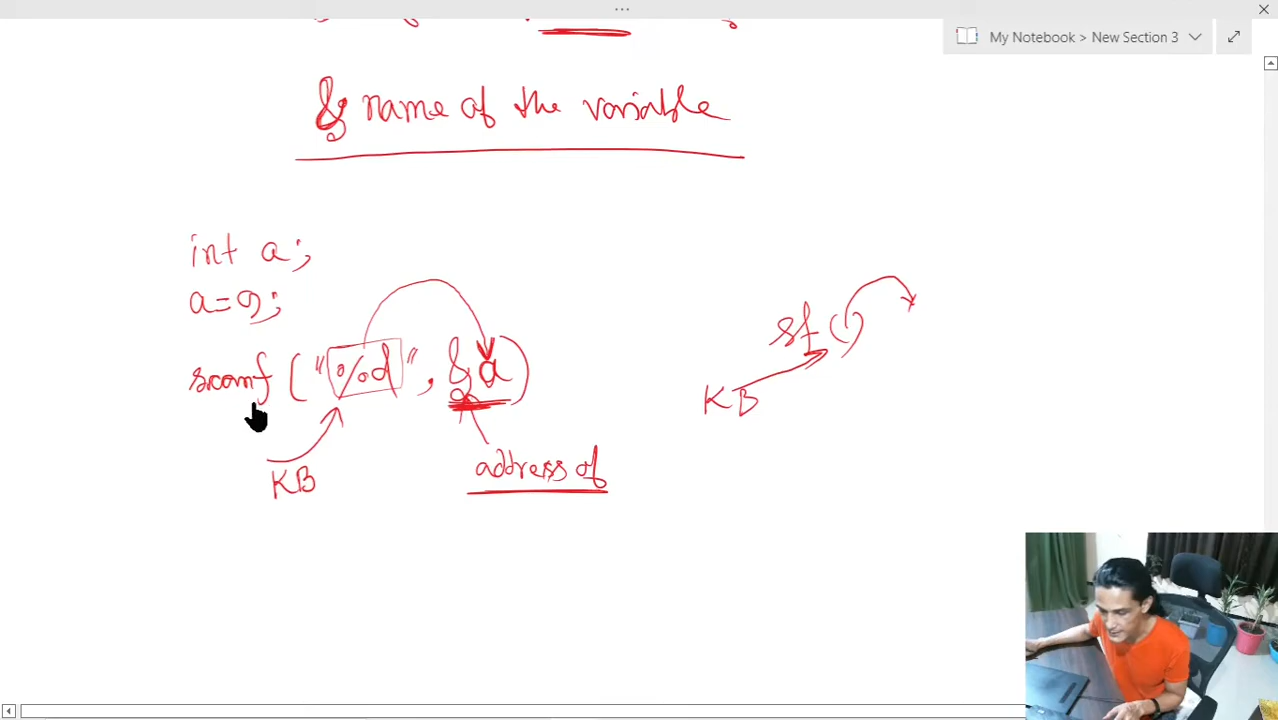 My Notebook > New Section 3
& name of the variable
int a;
a=9;
scanf ("%d", &a)
KB
address of
sf ()
KB